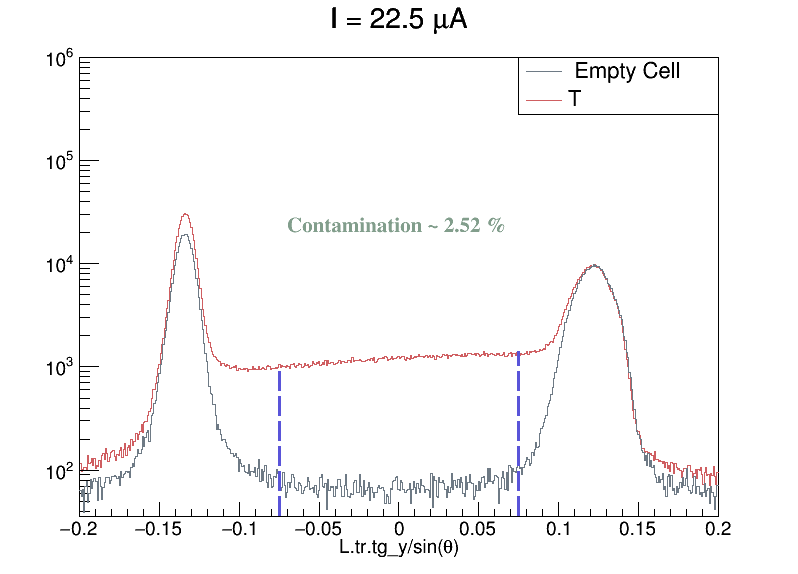 I = 22.5 μA
Empty Cell
T
10^6
10^5
Contamination ~ 2.52 %
10^4
10^3
10^2
−0.2 −0.15 −0.1 −0.05 0 0.05 0.1 0.15 0.2
L.tr.tg_y/sin(θ)